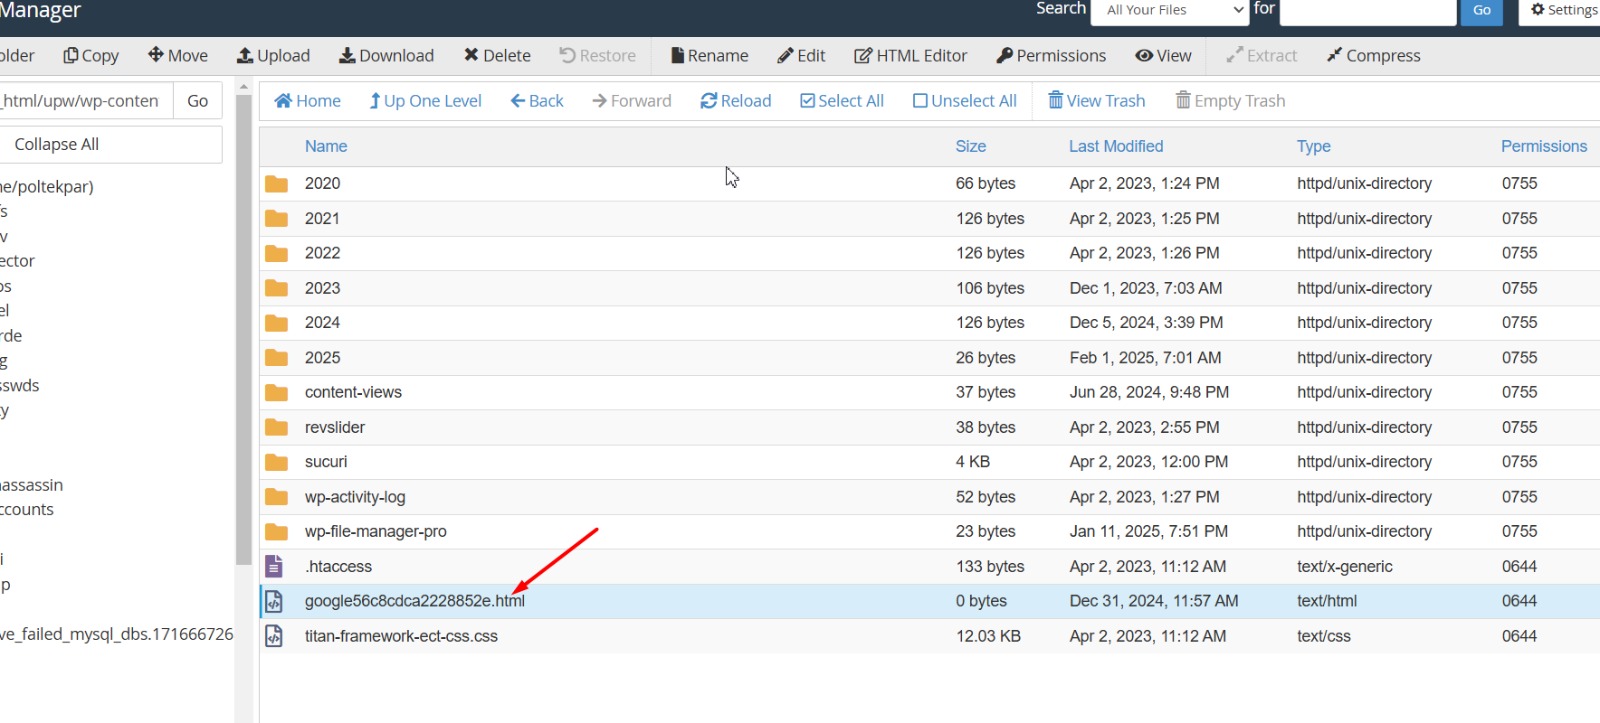 Manager
Search All Your Files for Go Settings
older Copy Move Upload Download Delete Restore Rename Edit HTML Editor Permissions View Extract Compress
_html/upw/wp-conten Go
Home Up One Level Back Forward Reload Select All Unselect All View Trash Empty Trash
Collapse All
ne/poltekpar)
fs
v
ector
os
el
rde
g
sswds
ty
nassassin
ccounts
i
p
ve_failed_mysql_dbs.171666726
Name Size Last Modified Type Permissions
2020 66 bytes Apr 2, 2023, 1:24 PM httpd/unix-directory 0755
2021 126 bytes Apr 2, 2023, 1:25 PM httpd/unix-directory 0755
2022 126 bytes Apr 2, 2023, 1:26 PM httpd/unix-directory 0755
2023 106 bytes Dec 1, 2023, 7:03 AM httpd/unix-directory 0755
2024 126 bytes Dec 5, 2024, 3:39 PM httpd/unix-directory 0755
2025 26 bytes Feb 1, 2025, 7:01 AM httpd/unix-directory 0755
content-views 37 bytes Jun 28, 2024, 9:48 PM httpd/unix-directory 0755
revslider 38 bytes Apr 2, 2023, 2:55 PM httpd/unix-directory 0755
sucuri 4 KB Apr 2, 2023, 12:00 PM httpd/unix-directory 0755
wp-activity-log 52 bytes Apr 2, 2023, 1:27 PM httpd/unix-directory 0755
wp-file-manager-pro 23 bytes Jan 11, 2025, 7:51 PM httpd/unix-directory 0755
.htaccess 133 bytes Apr 2, 2023, 11:12 AM text/x-generic 0644
google56c8cdca2228852e.html 0 bytes Dec 31, 2024, 11:57 AM text/html 0644
titan-framework-ect-css.css 12.03 KB Apr 2, 2023, 11:12 AM text/css 0644